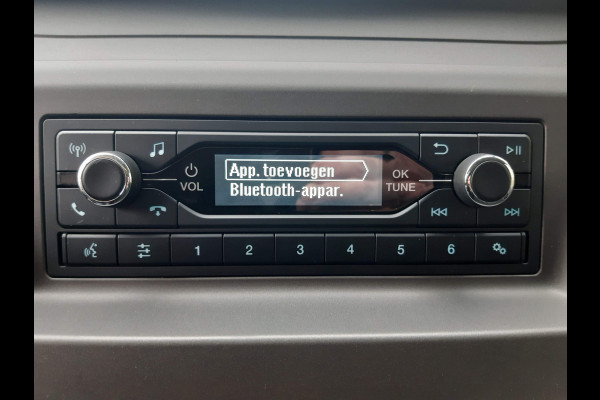 App. toevoegen
Bluetooth-appar.
VOL
OK
TUNE
1 2 3 4 5 6